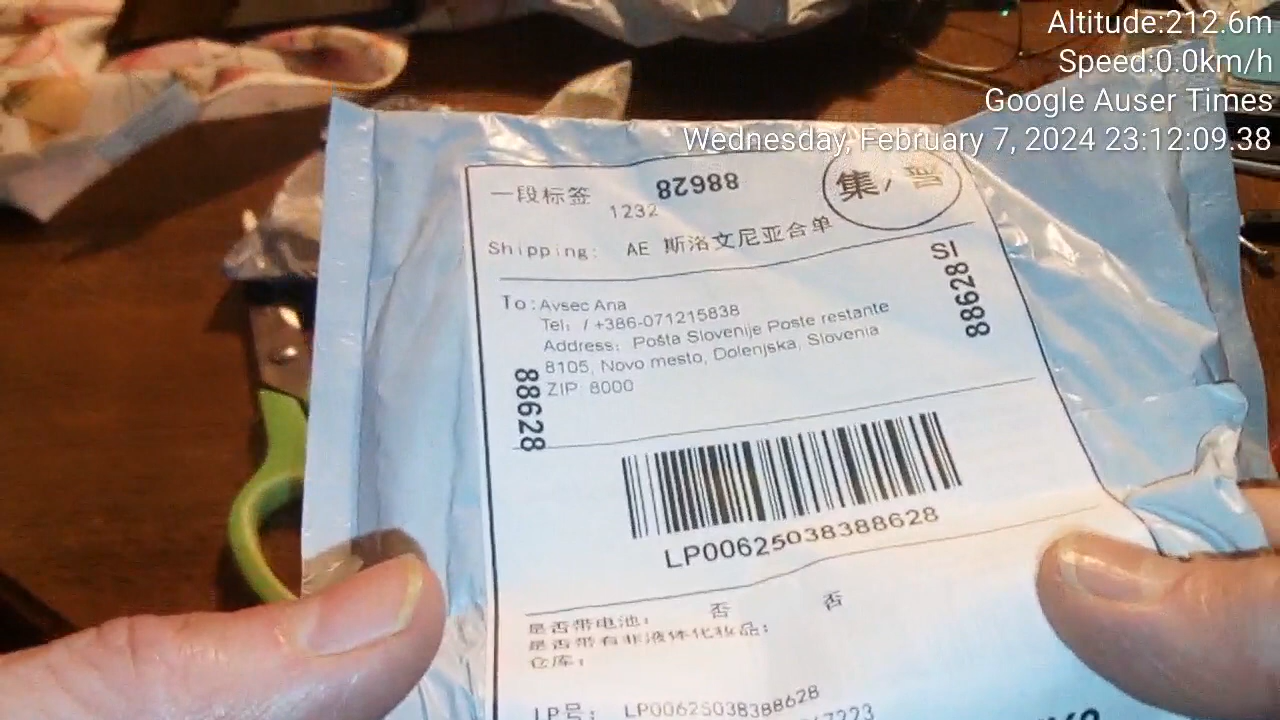 Altitude:212.6m
Speed:0.0km/h
Google Auser Times
Wednesday, February 7, 2024 23:12:09.38
一段标签
88628
集/晋
1232
Shipping: AE 斯洛文尼亚合单
SI
88628
To: Avsec Ana
Tel: / +386-071215838
Address: Pošta Slovenije Poste restante
8105, Novo mesto, Dolenjska, Slovenia
ZIP 8000
88628
LP00625038388628
是否带电池: 否 否
是否带有非液体化妆品:
仓库:
LP号: LP00625038388628